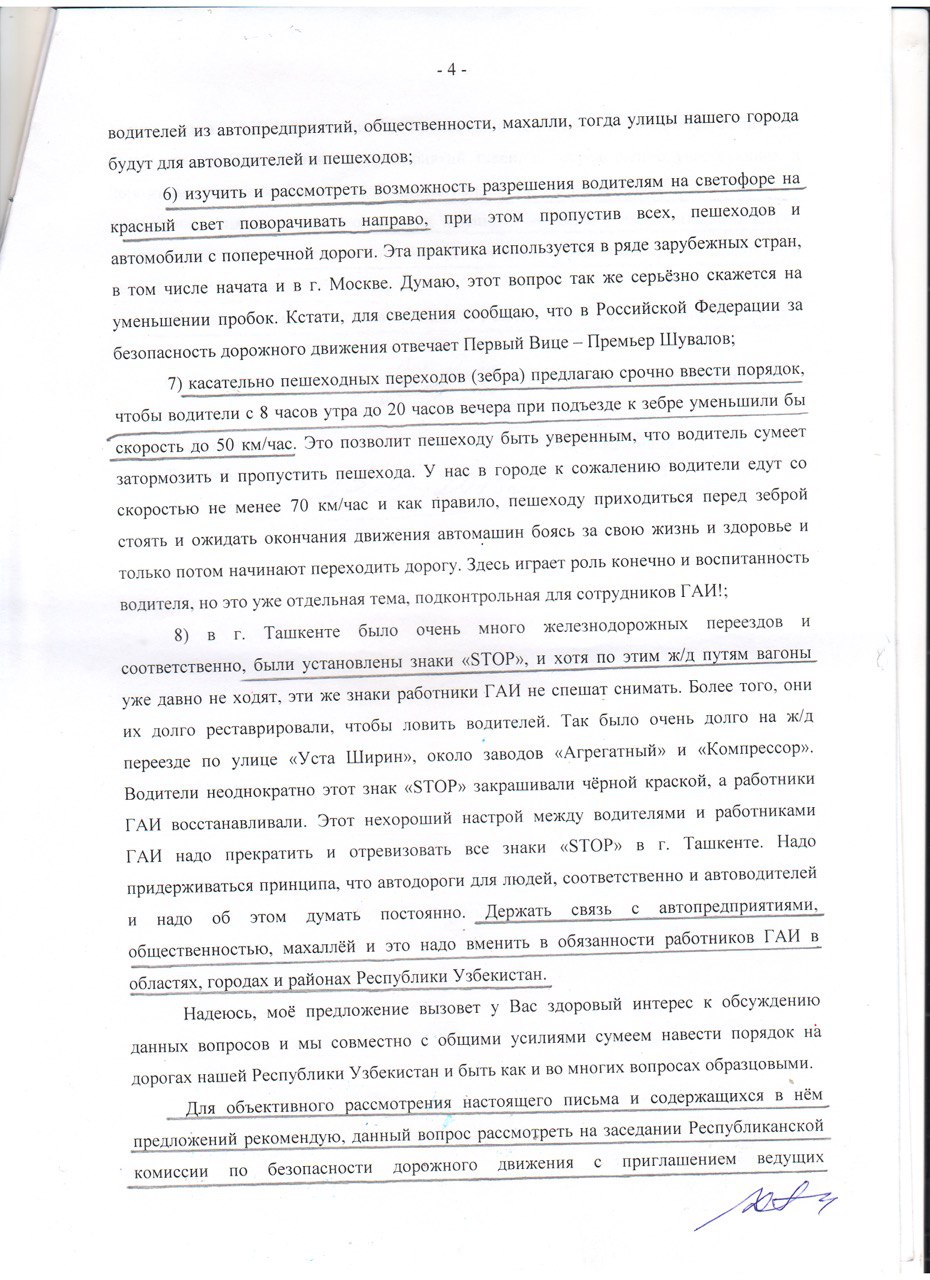 - 4 -
водителей из автопредприятий, общественности, махалли, тогда улицы нашего города
будут для автоводителей и пешеходов;
6) изучить и рассмотреть возможность разрешения водителям на светофоре на
красный свет поворачивать направо, при этом пропустив всех, пешеходов и
автомобили с поперечной дороги. Эта практика используется в ряде зарубежных стран,
в том числе начата и в г. Москве. Думаю, этот вопрос так же серьёзно скажется на
уменьшении пробок. Кстати, для сведения сообщаю, что в Российской Федерации за
безопасность дорожного движения отвечает Первый Вице – Премьер Шувалов;
7) касательно пешеходных переходов (зебра) предлагаю срочно ввести порядок,
чтобы водители с 8 часов утра до 20 часов вечера при подъезде к зебре уменьшили бы
скорость до 50 км/час. Это позволит пешеходу быть уверенным, что водитель сумеет
затормозить и пропустить пешехода. У нас в городе к сожалению водители едут со
скоростью не менее 70 км/час и как правило, пешеходу приходиться перед зеброй
стоять и ожидать окончания движения автомашин боясь за свою жизнь и здоровье и
только потом начинают переходить дорогу. Здесь играет роль конечно и воспитанность
водителя, но это уже отдельная тема, подконтрольная для сотрудников ГАИ!;
8) в г. Ташкенте было очень много железнодорожных переездов и
соответственно, были установлены знаки «STOP», и хотя по этим ж/д путям вагоны
уже давно не ходят, эти же знаки работники ГАИ не спешат снимать. Более того, они
их долго реставрировали, чтобы ловить водителей. Так было очень долго на ж/д
переезде по улице «Уста Ширин», около заводов «Агрегатный» и «Компрессор».
Водители неоднократно этот знак «STOP» закрашивали чёрной краской, а работники
ГАИ восстанавливали. Этот нехороший настрой между водителями и работниками
ГАИ надо прекратить и отревизовать все знаки «STOP» в г. Ташкенте. Надо
придерживаться принципа, что автодороги для людей, соответственно и автоводителей
и надо об этом думать постоянно. Держать связь с автопредприятиями,
общественностью, махаллёй и это надо вменить в обязанности работников ГАИ в
областях, городах и районах Республики Узбекистан.
Надеюсь, моё предложение вызовет у Вас здоровый интерес к обсуждению
данных вопросов и мы совместно с общими усилиями сумеем навести порядок на
дорогах нашей Республики Узбекистан и быть как и во многих вопросах образцовыми.
Для объективного рассмотрения настоящего письма и содержащихся в нём
предложений рекомендую, данный вопрос рассмотреть на заседании Республиканской
комиссии по безопасности дорожного движения с приглашением ведущих